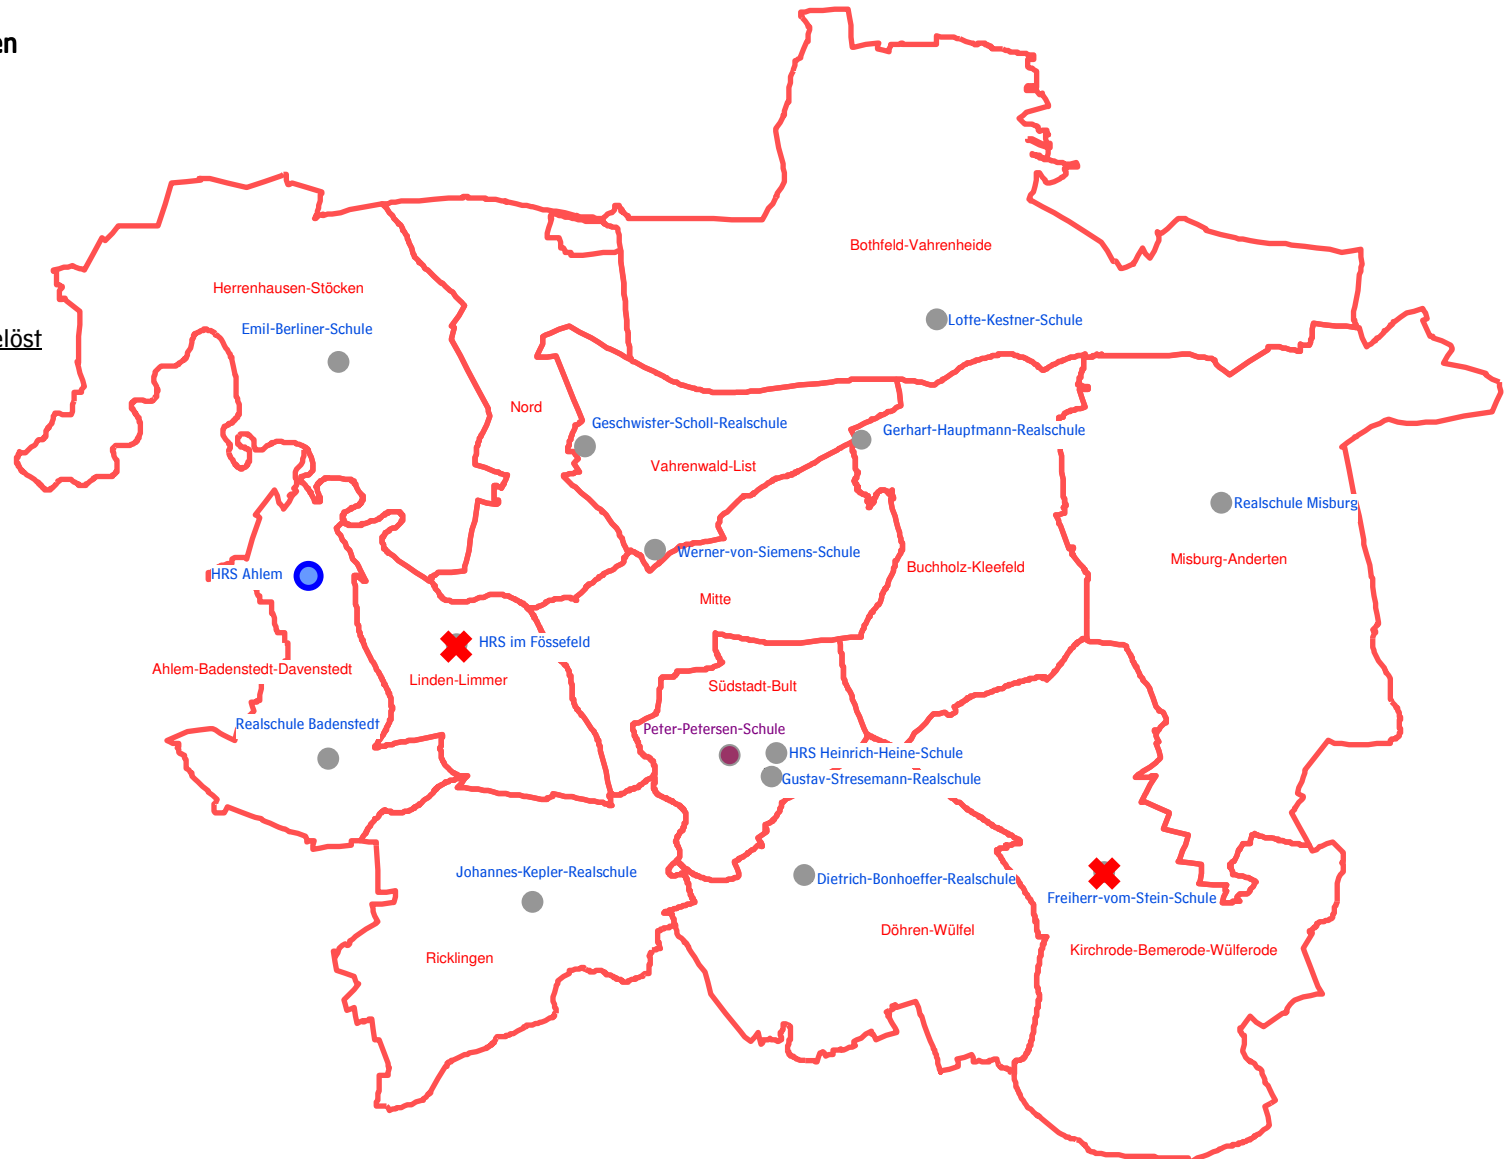 en
Bothfeld-Vahrenheide
Herrenhausen-Stöcken
Lotte-Kestner-Schule
Emil-Berliner-Schule
elöst
Nord
Geschwister-Scholl-Realschule
Gerhart-Hauptmann-Realschule
Vahrenwald-List
Realschule Misburg
Werner-von-Siemens-Schule
Misburg-Anderten
Buchholz-Kleefeld
HRS Ahlem
Mitte
HRS im Fössefeld
Ahlem-Badenstedt-Davenstedt
Linden-Limmer
Südstadt-Bult
Realschule Badenstedt
Peter-Petersen-Schule
HRS Heinrich-Heine-Schule
Gustav-Stresemann-Realschule
Johannes-Kepler-Realschule
Dietrich-Bonhoeffer-Realschule
Freiherr-vom-Stein-Schule
Döhren-Wülfel
Kirchrode-Bemerode-Wülferode
Ricklingen